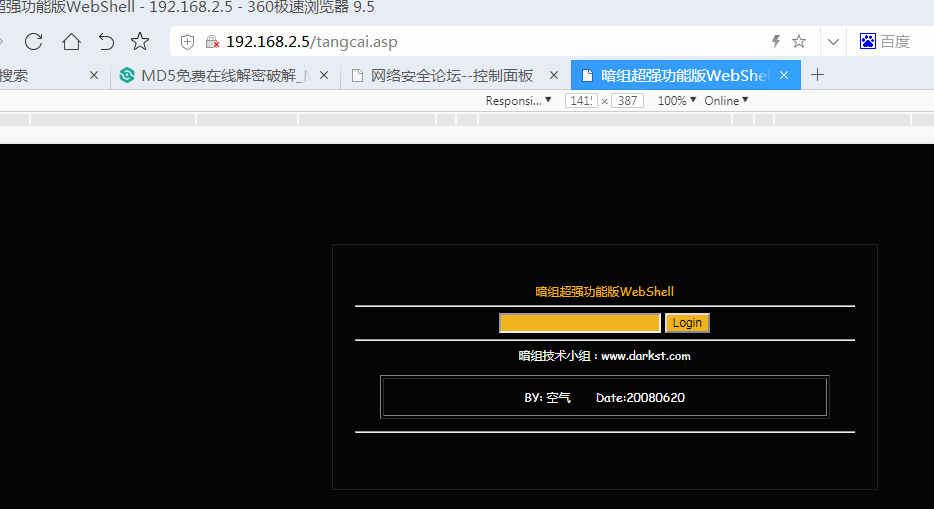 超强功能版WebShell - 192.168.2.5 - 360极速浏览器 9.5
192.168.2.5/tangcai.asp
百度
搜索
MD5免费在线解密破解_
网络安全论坛--控制面板
暗组超强功能版WebShel
Responsi... ▼ 141 × 387 100% ▼ Online ▼
暗组超强功能版WebShell
Login
暗组技术小组：www.darkst.com
BY: 空气 Date:20080620